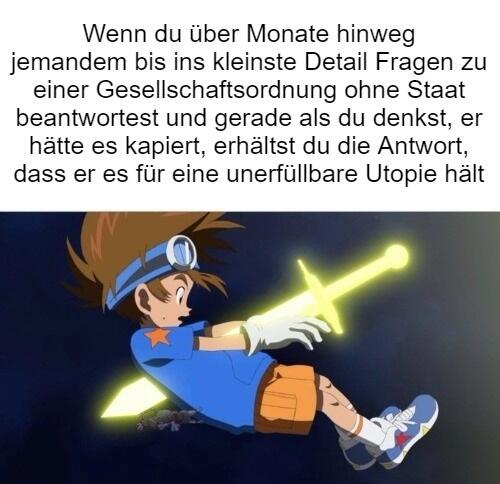 Wenn du über Monate hinweg
jemandem bis ins kleinste Detail Fragen zu
einer Gesellschaftsordnung ohne Staat
beantwortest und gerade als du denkst, er
hätte es kapiert, erhältst du die Antwort,
dass er es für eine unerfüllbare Utopie hält